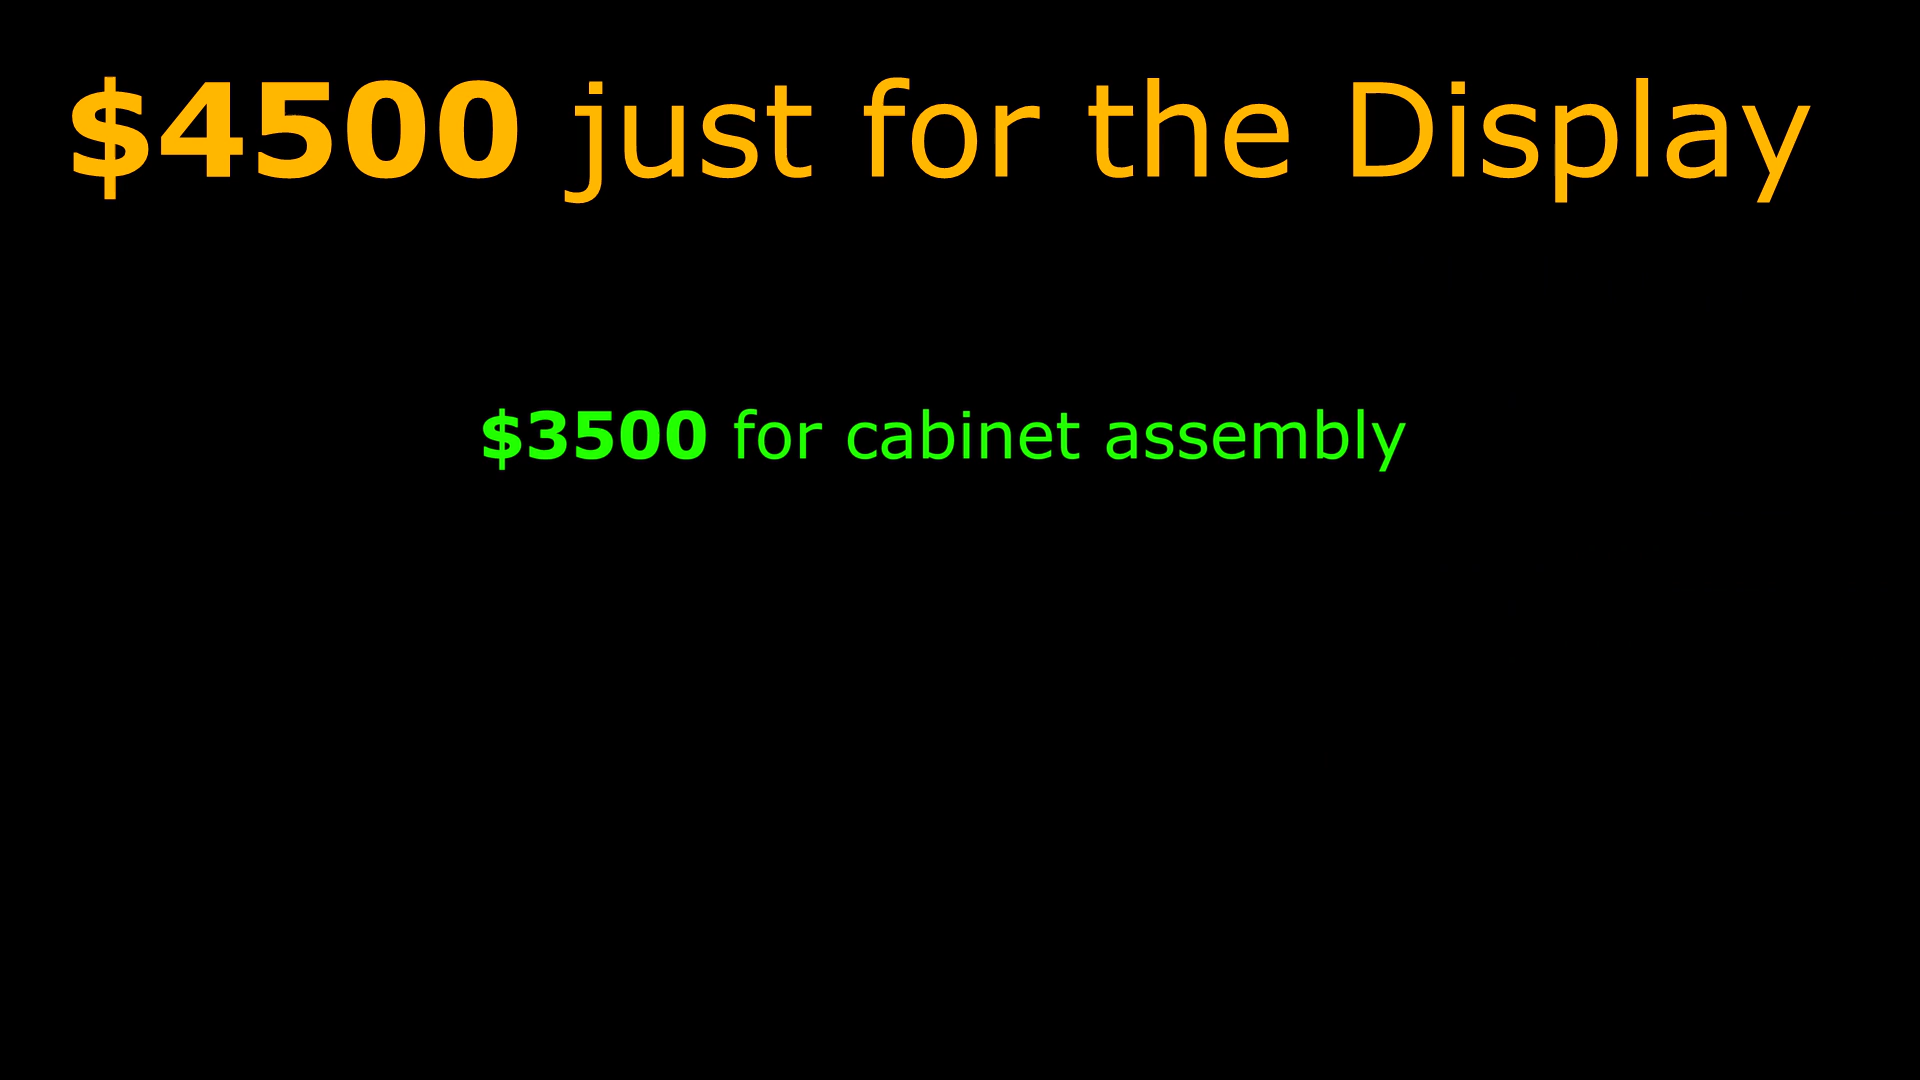 $4500 just for the Display
$3500 for cabinet assembly